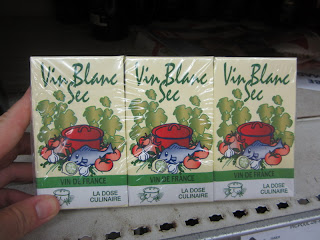 Vin Blanc
Sec
VIN DE FRANCE
LA DOSE
CULINAIRE
Vin Blanc
Sec
VIN DE FRANCE
LA DOSE
CULINAIRE
Vin Blanc
Sec
VIN DE FRANCE
LA DOSE
CULINAIRE